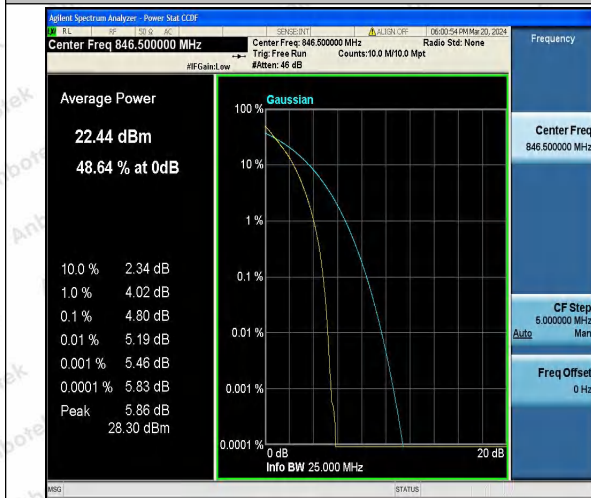 Agilent Spectrum Analyzer - Power Stat CCDF
RL RF 50 Ω AC SENSE:INT ALIGN OFF 06:00:54 PM Mar 20, 2024
Center Freq 846.500000 MHz
Center Freq: 846.500000 MHz Radio Std: None
Trig: Free Run Counts:10.0 M/10.0 Mpt
#IFGain:Low #Atten: 46 dB
Frequency
Average Power
22.44 dBm
48.64 % at 0dB
10.0 % 2.34 dB
1.0 % 4.02 dB
0.1 % 4.80 dB
0.01 % 5.19 dB
0.001 % 5.46 dB
0.0001 % 5.83 dB
Peak 5.86 dB
28.30 dBm
Gaussian
100 %
10 %
1 %
0.1 %
0.01 %
0.001 %
0.0001 %
0 dB 20 dB
Info BW 25.000 MHz
Center Freq
846.500000 MHz
CF Step
5.000000 MHz
Auto Man
Freq Offset
0 Hz
MSG STATUS